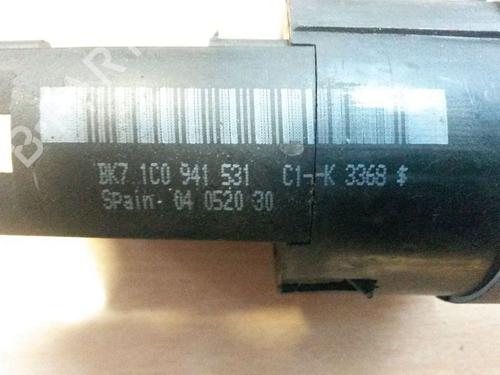 BK7 1C0 941 531 C1--K 3368 $
Spain- 04 0520 30